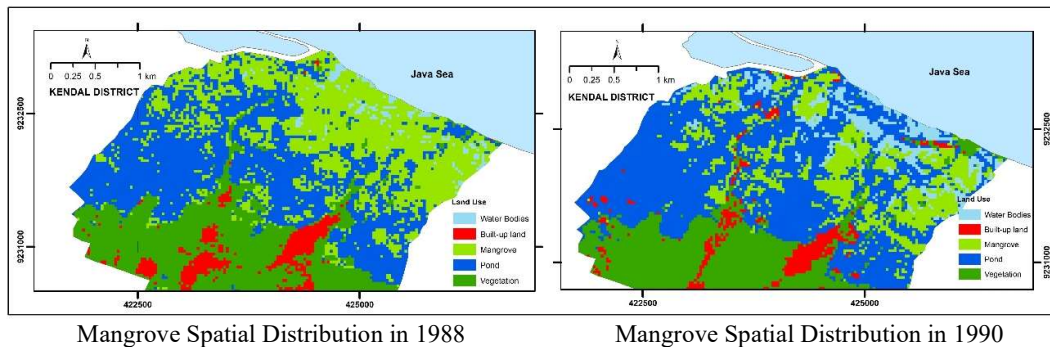 N
0 0.25 0.5 1
km
KENDAL DISTRICT
Java Sea
9232500
9231000
Land Use
Water Bodies
Built-up land
Mangrove
Pond
Vegetation
422500 425000
N
0 0.25 0.5 1
km
KENDAL DISTRICT
Java Sea
9232500
9231000
Land Use
Water Bodies
Built-up land
Mangrove
Pond
Vegetation
422500 425000
Mangrove Spatial Distribution in 1988 Mangrove Spatial Distribution in 1990